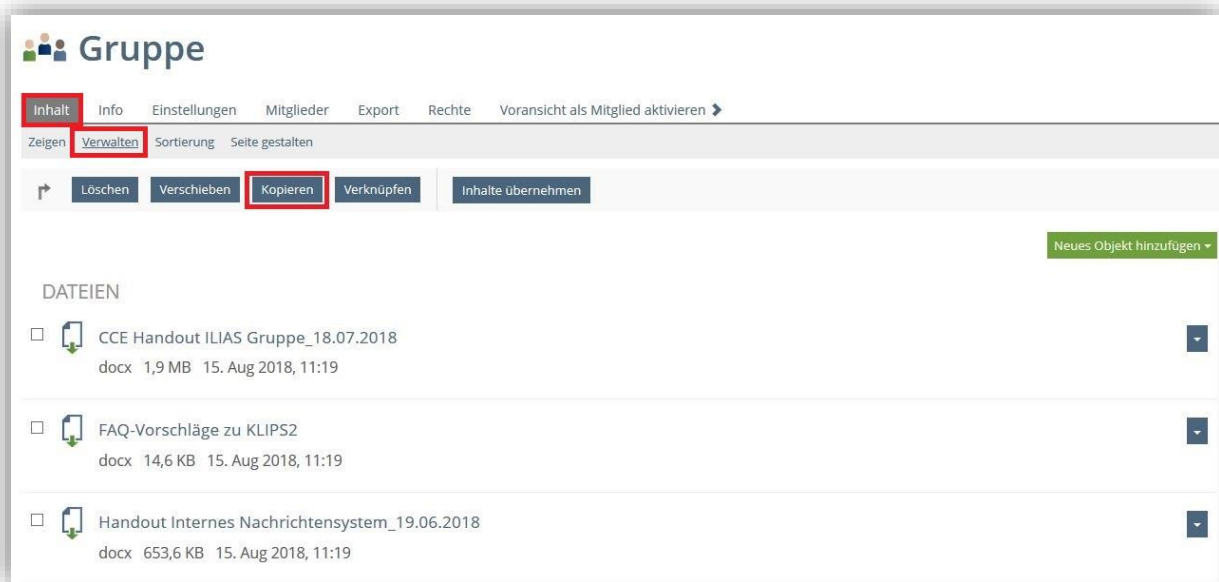 Gruppe
Inhalt Info Einstellungen Mitglieder Export Rechte Voransicht als Mitglied aktivieren
Zeigen Verwalten Sortierung Seite gestalten
Löschen Verschieben Kopieren Verknüpfen Inhalte übernehmen
Neues Objekt hinzufügen
DATEIEN
CCE Handout ILIAS Gruppe_18.07.2018
docx 1,9 MB 15. Aug 2018, 11:19
FAQ-Vorschläge zu KLIPS2
docx 14,6 KB 15. Aug 2018, 11:19
Handout Internes Nachrichtensystem_19.06.2018
docx 653,6 KB 15. Aug 2018, 11:19